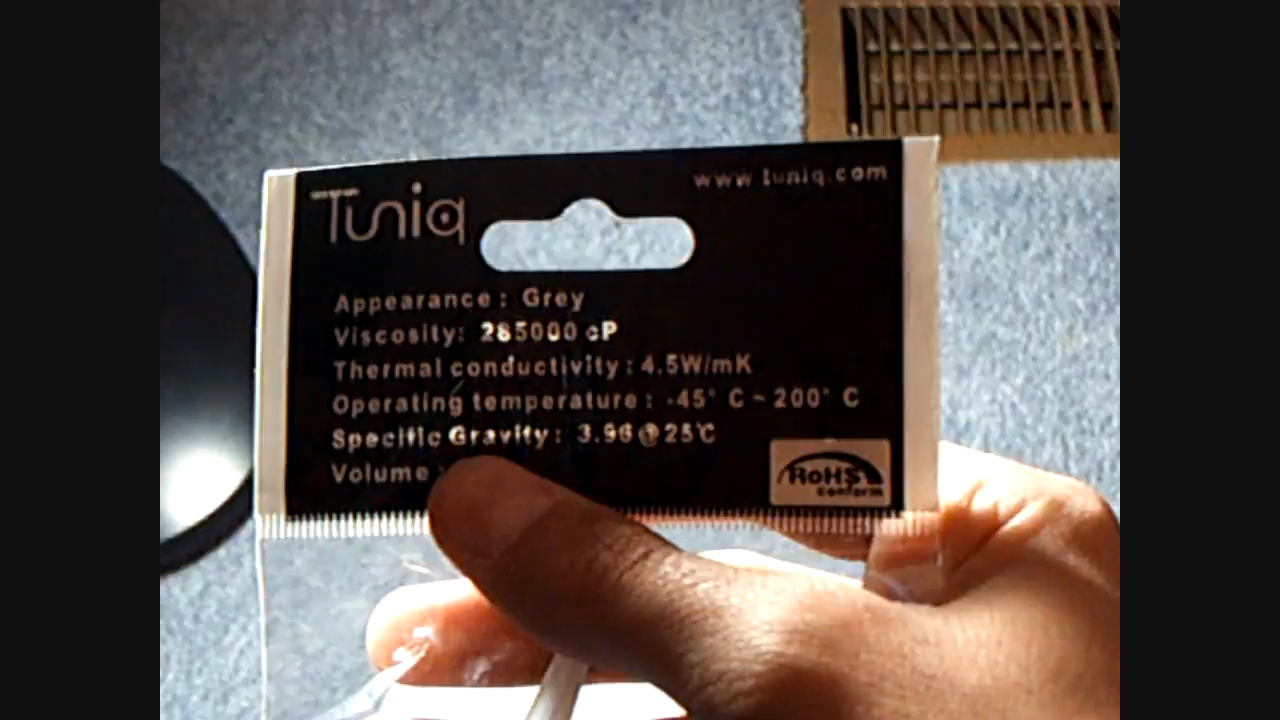 www.tuniq.com
Tuniq
Appearance : Grey
Viscosity: 285000 cP
Thermal conductivity : 4.5W/mK
Operating temperature : -45° C ~ 200° C
Specific Gravity : 3.96@25℃
Volume :
RoHS
conform